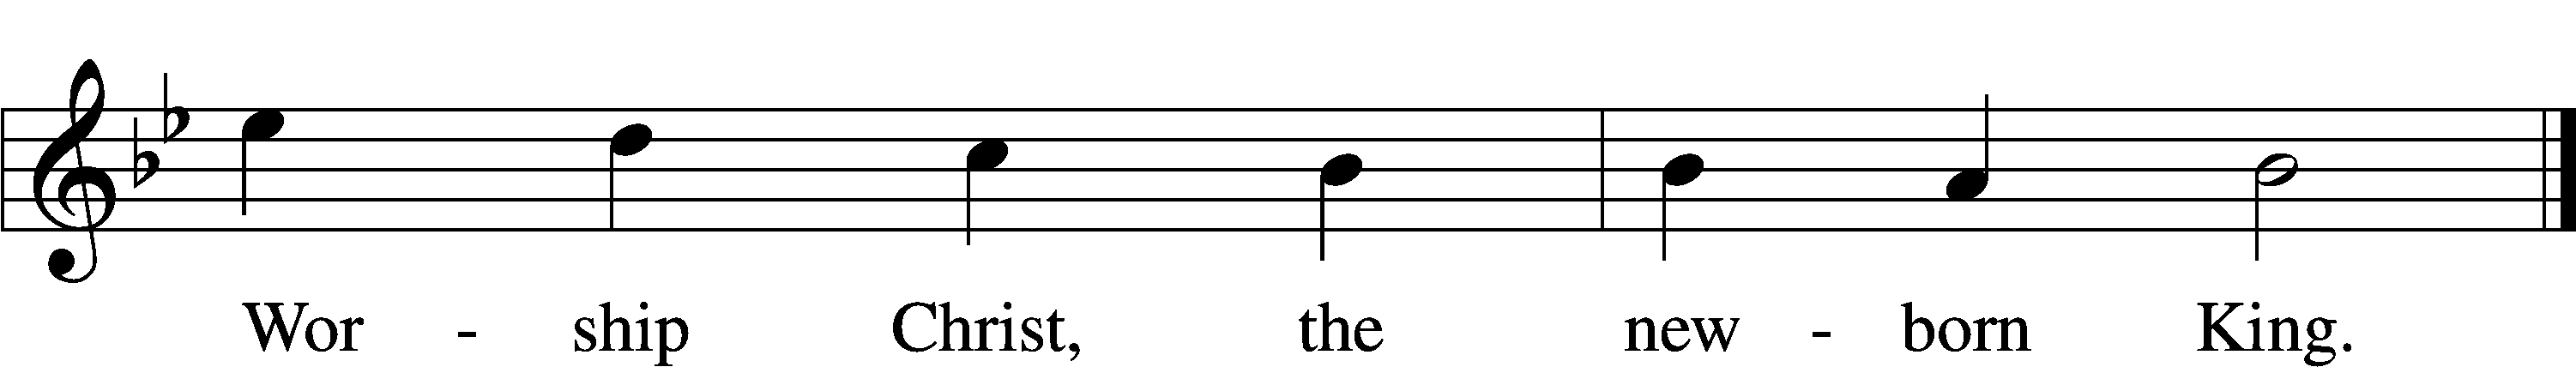 Wor - ship Christ, the new - born King.